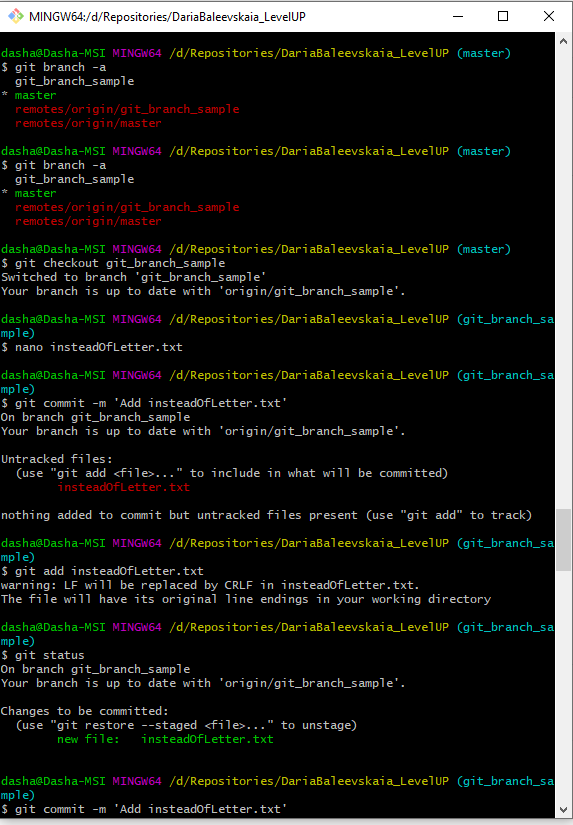 MINGW64:/d/Repositories/DariaBaleevskaia_LevelUP
dasha@Dasha-MSI MINGW64 /d/Repositories/DariaBaleevskaia_LevelUP (master)
$ git branch -a
  git_branch_sample
* master
  remotes/origin/git_branch_sample
  remotes/origin/master
dasha@Dasha-MSI MINGW64 /d/Repositories/DariaBaleevskaia_LevelUP (master)
$ git branch -a
  git_branch_sample
* master
  remotes/origin/git_branch_sample
  remotes/origin/master
dasha@Dasha-MSI MINGW64 /d/Repositories/DariaBaleevskaia_LevelUP (master)
$ git checkout git_branch_sample
Switched to branch 'git_branch_sample'
Your branch is up to date with 'origin/git_branch_sample'.
dasha@Dasha-MSI MINGW64 /d/Repositories/DariaBaleevskaia_LevelUP (git_branch_sa
mple)
$ nano insteadOfLetter.txt
dasha@Dasha-MSI MINGW64 /d/Repositories/DariaBaleevskaia_LevelUP (git_branch_sa
mple)
$ git commit -m 'Add insteadOfLetter.txt'
On branch git_branch_sample
Your branch is up to date with 'origin/git_branch_sample'.
Untracked files:
  (use "git add <file>..." to include in what will be committed)
        insteadOfLetter.txt
nothing added to commit but untracked files present (use "git add" to track)
dasha@Dasha-MSI MINGW64 /d/Repositories/DariaBaleevskaia_LevelUP (git_branch_sa
mple)
$ git add insteadOfLetter.txt
warning: LF will be replaced by CRLF in insteadOfLetter.txt.
The file will have its original line endings in your working directory
dasha@Dasha-MSI MINGW64 /d/Repositories/DariaBaleevskaia_LevelUP (git_branch_sa
mple)
$ git status
On branch git_branch_sample
Your branch is up to date with 'origin/git_branch_sample'.
Changes to be committed:
  (use "git restore --staged <file>..." to unstage)
        new file:   insteadOfLetter.txt
dasha@Dasha-MSI MINGW64 /d/Repositories/DariaBaleevskaia_LevelUP (git_branch_sa
mple)
$ git commit -m 'Add insteadOfLetter.txt'